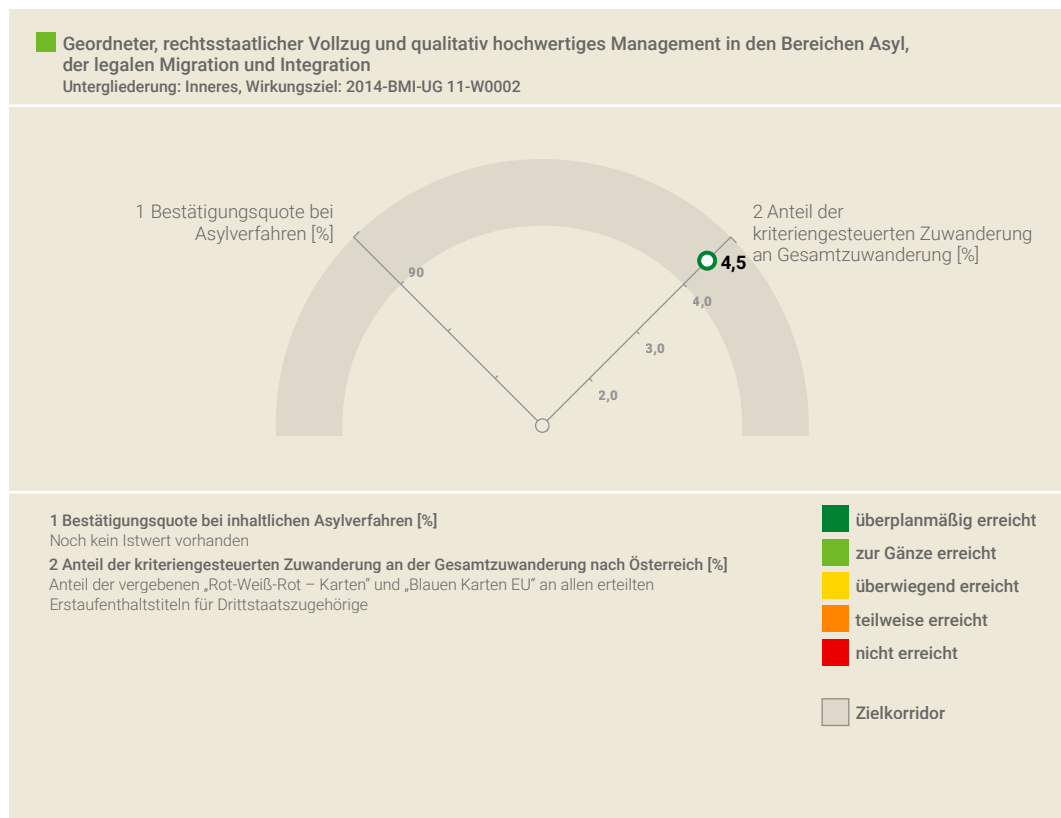 Geordneter, rechtsstaatlicher Vollzug und qualitativ hochwertiges Management in den Bereichen Asyl,
der legalen Migration und Integration
Untergliederung: Inneres, Wirkungsziel: 2014-BMI-UG 11-W0002
1 Bestätigungsquote bei
Asylverfahren [%]
90
2 Anteil der
kriteriengesteuerten Zuwanderung
an Gesamtzuwanderung [%]
4,5
4,0
3,0
2,0
1 Bestätigungsquote bei inhaltlichen Asylverfahren [%]
Noch kein Istwert vorhanden
2 Anteil der kriteriengesteuerten Zuwanderung an der Gesamtzuwanderung nach Österreich [%]
Anteil der vergebenen „Rot-Weiß-Rot – Karten“ und „Blauen Karten EU“ an allen erteilten
Erstaufenthaltstiteln für Drittstaatszugehörige
überplanmäßig erreicht
zur Gänze erreicht
überwiegend erreicht
teilweise erreicht
nicht erreicht
Zielkorridor